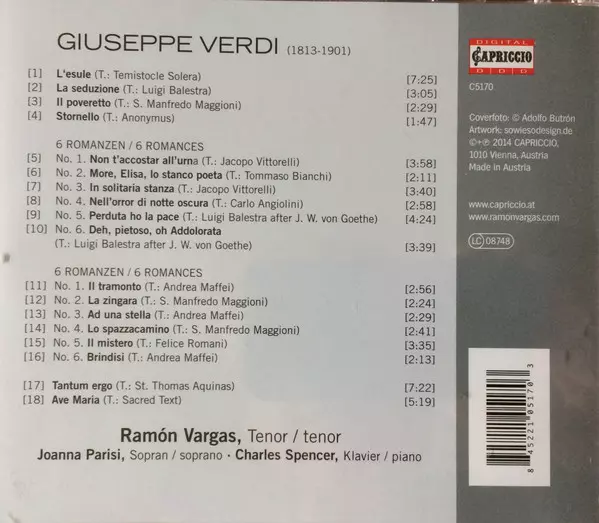 GIUSEPPE VERDI (1813-1901)
[1] L'esule (T.: Temistocle Solera) [7:25]
[2] La seduzione (T.: Luigi Balestra) [3:05]
[3] Il poveretto (T.: S. Manfredo Maggioni) [2:29]
[4] Stornello (T.: Anonymus) [1:47]
6 ROMANZEN / 6 ROMANCES
[5] No. 1. Non t'accostar all'urna (T.: Jacopo Vittorelli) [3:58]
[6] No. 2. More, Elisa, lo stanco poeta (T.: Tommaso Bianchi) [2:11]
[7] No. 3. In solitaria stanza (T.: Jacopo Vittorelli) [3:40]
[8] No. 4. Nell'orror di notte oscura (T.: Carlo Angiolini) [2:58]
[9] No. 5. Perduta ho la pace (T.: Luigi Balestra after J. W. von Goethe) [4:24]
[10] No. 6. Deh, pietoso, oh Addolorata
(T.: Luigi Balestra after J. W. von Goethe) [3:39]
6 ROMANZEN / 6 ROMANCES
[11] No. 1. Il tramonto (T.: Andrea Maffei) [2:56]
[12] No. 2. La zingara (T.: S. Manfredo Maggioni) [2:24]
[13] No. 3. Ad una stella (T.: Andrea Maffei) [2:29]
[14] No. 4. Lo spazzacamino (T.: S. Manfredo Maggioni) [2:41]
[15] No. 5. Il mistero (T.: Felice Romani) [3:35]
[16] No. 6. Brindisi (T.: Andrea Maffei) [2:13]
[17] Tantum ergo (T.: St. Thomas Aquinas) [7:22]
[18] Ave Maria (T.: Sacred Text) [5:19]
Ramón Vargas, Tenor / tenor
Joanna Parisi, Sopran / soprano · Charles Spencer, Klavier / piano
DIGITAL
CAPRICCIO
D D D
C5170
Coverfoto: © Adolfo Butrón
Artwork: sowiesodesign.de
©+℗ 2014 CAPRICCIO,
1010 Vienna, Austria
Made in Austria
www.capriccio.at
www.ramonvargas.com
LC 08748
8 45221 05170 3